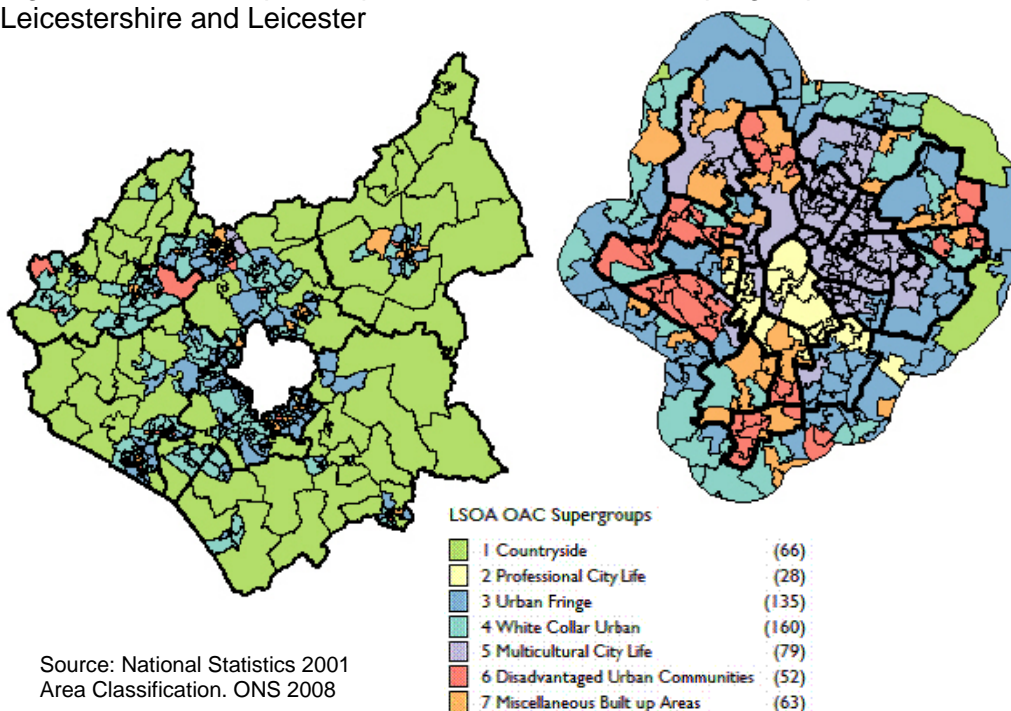 Leicestershire and Leicester
LSOA OAC Supergroups
1 Countryside (66)
2 Professional City Life (28)
3 Urban Fringe (135)
4 White Collar Urban (160)
5 Multicultural City Life (79)
6 Disadvantaged Urban Communities (52)
7 Miscellaneous Built up Areas (63)
Source: National Statistics 2001
Area Classification. ONS 2008